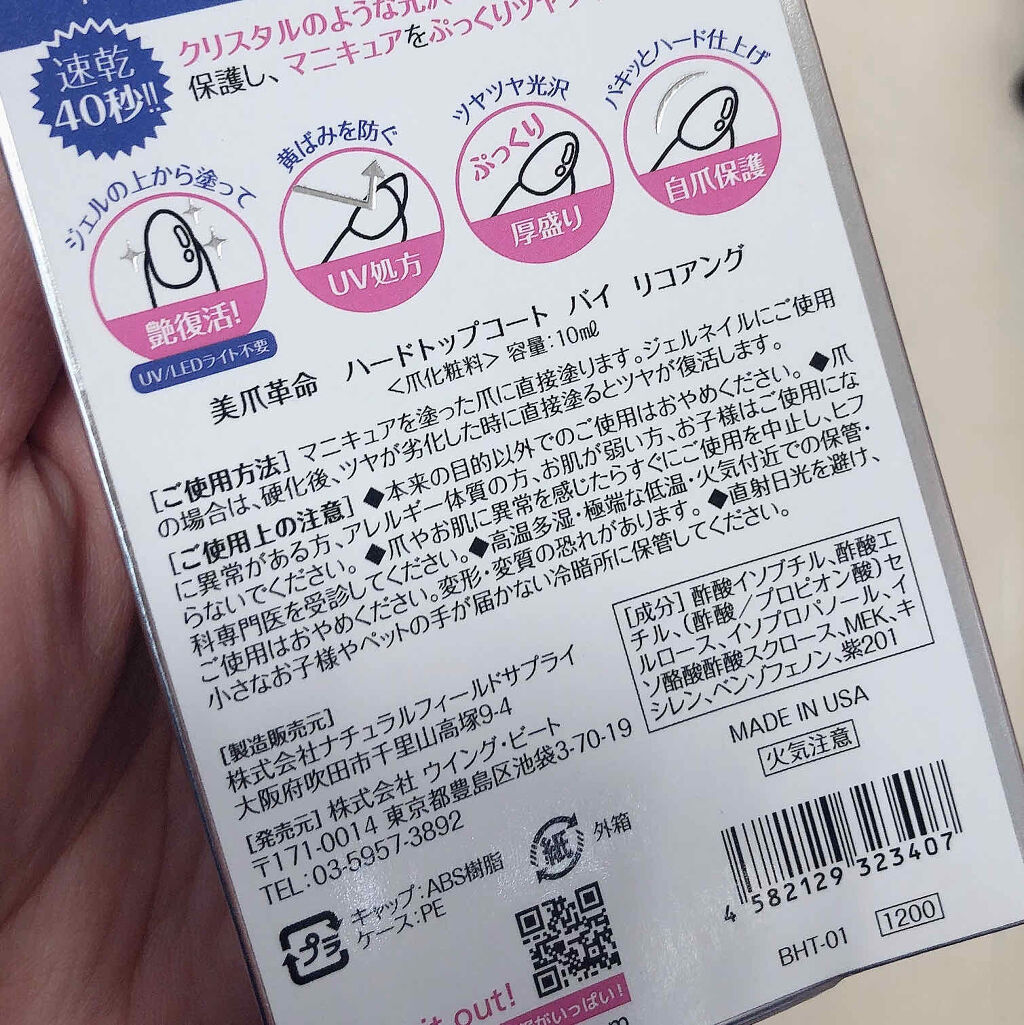 クリスタルのような光沢
保護し、マニキュアをぷっくりツヤツヤ
速乾
40秒!!
ジェルの上から塗って
艶復活!
UV/LEDライト不要
黄ばみを防ぐ
UV処方
ツヤツヤ光沢
ぷっくり
厚盛り
パキッとハード仕上げ
自爪保護
美爪革命 ハードトップコート バイ リコアング
<爪化粧料> 容量:10mℓ
[ご使用方法] マニキュアを塗った爪に直接塗ります。ジェルネイルにご使用
の場合は、硬化後、ツヤが劣化した時に直接塗るとツヤが復活します。
[ご使用上の注意] ◆本来の目的以外でのご使用はおやめください。 ◆爪
に異常がある方、アレルギー体質の方、お肌が弱い方、お子様はご使用にな
らないでください。 ◆爪やお肌に異常を感じたらすぐにご使用を中止し、ヒフ
科専門医を受診してください。◆高温多湿・極端な低温・火気付近での保管・
ご使用はおやめください。変形・変質の恐れがあります。 ◆直射日光を避け、
小さなお子様やペットの手が届かない冷暗所に保管してください。
[成分] 酢酸イソブチル、酢酸エ
チル、(酢酸/プロピオン酸)セ
ルロース、イソプロパノール、イ
ソ酪酸酢酸スクロース、MEK、キ
シレン、ベンゾフェノン、紫201
[製造販売元]
株式会社ナチュラルフィールドサプライ
大阪府吹田市千里山高塚9-4
[発売元] 株式会社 ウイング・ビート
〒171-0014 東京都豊島区池袋3-70-19
TEL:03-5957-3892
MADE IN USA
火気注意
プラ
キャップ:ABS樹脂
ケース:PE
紙
外箱
4 582129 323407
BHT-01
1200
it out!
がいっぱい!